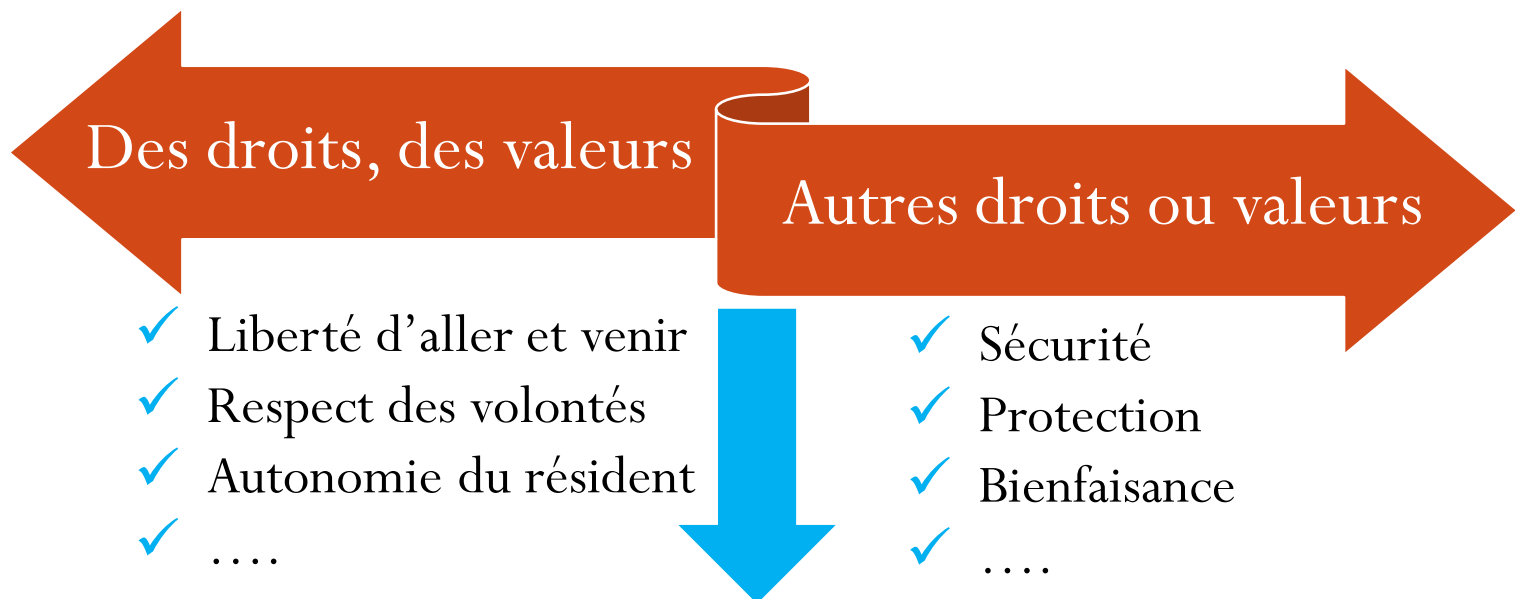 Des droits, des valeurs
Autres droits ou valeurs
Liberté d’aller et venir
Respect des volontés
Autonomie du résident
….
Sécurité
Protection
Bienfaisance
….